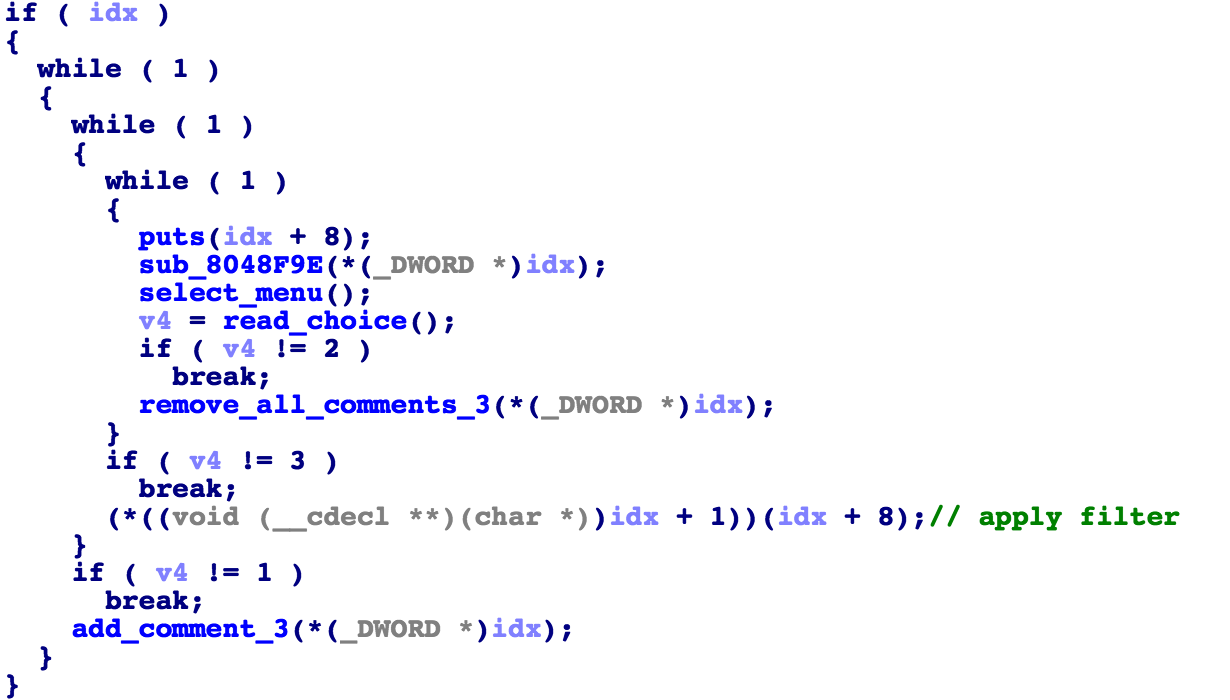 if ( idx )
{
  while ( 1 )
  {
    while ( 1 )
    {
      while ( 1 )
      {
        puts(idx + 8);
        sub_8048F9E(*(_DWORD *)idx);
        select_menu();
        v4 = read_choice();
        if ( v4 != 2 )
          break;
        remove_all_comments_3(*(_DWORD *)idx);
      }
      if ( v4 != 3 )
        break;
      (*((void (__cdecl **)(char *))idx + 1))(idx + 8);// apply filter
    }
    if ( v4 != 1 )
      break;
    add_comment_3(*(_DWORD *)idx);
  }
}